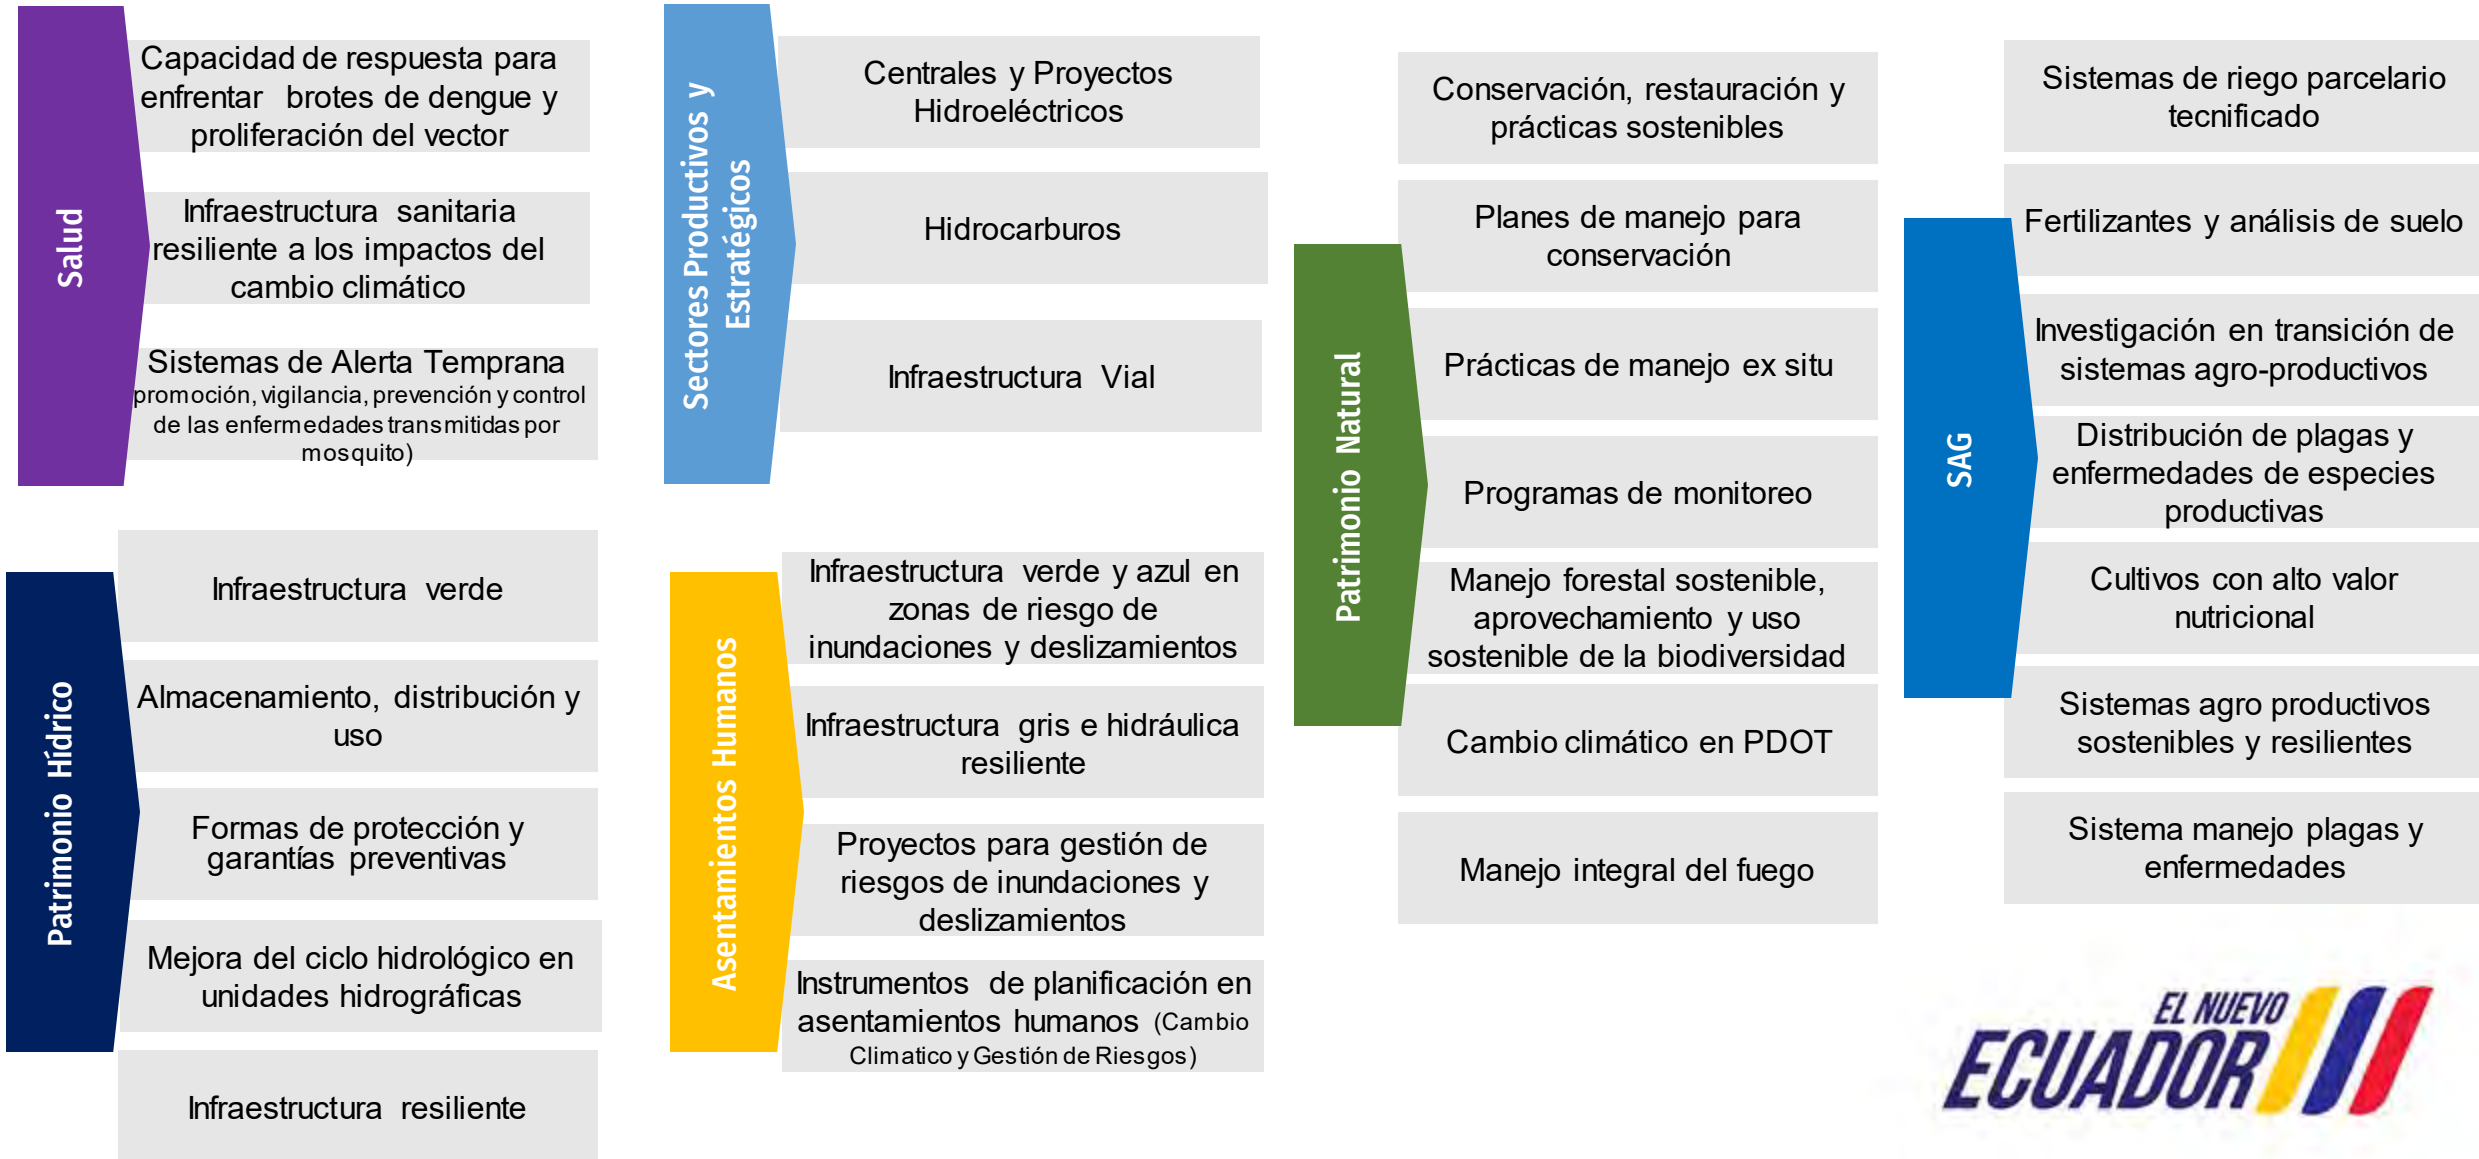 Salud
Capacidad de respuesta para
enfrentar brotes de dengue y
proliferación del vector
Infraestructura sanitaria
resiliente a los impactos del
cambio climático
Sistemas de Alerta Temprana
promoción, vigilancia, prevención y control
de las enfermedades transmitidas por
mosquito)
Patrimonio Hídrico
Infraestructura verde
Almacenamiento, distribución y
uso
Formas de protección y
garantías preventivas
Mejora del ciclo hidrológico en
unidades hidrográficas
Infraestructura resiliente
Sectores Productivos y
Estratégicos
Centrales y Proyectos
Hidroeléctricos
Hidrocarburos
Infraestructura Vial
Asentamientos Humanos
Infraestructura verde y azul en
zonas de riesgo de
inundaciones y deslizamientos
Infraestructura gris e hidráulica
resiliente
Proyectos para gestión de
riesgos de inundaciones y
deslizamientos
Instrumentos de planificación en
asentamientos humanos (Cambio
Climatico y Gestión de Riesgos)
Patrimonio Natural
Conservación, restauración y
prácticas sostenibles
Planes de manejo para
conservación
Prácticas de manejo ex situ
Programas de monitoreo
Manejo forestal sostenible,
aprovechamiento y uso
sostenible de la biodiversidad
Cambio climático en PDOT
Manejo integral del fuego
SAG
Sistemas de riego parcelario
tecnificado
Fertilizantes y análisis de suelo
Investigación en transición de
sistemas agro-productivos
Distribución de plagas y
enfermedades de especies
productivas
Cultivos con alto valor
nutricional
Sistemas agro productivos
sostenibles y resilientes
Sistema manejo plagas y
enfermedades
EL NUEVO
ECUADOR